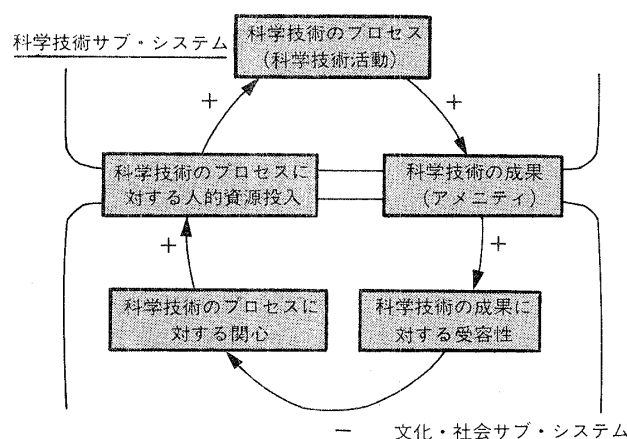 科学技術サブ・システム
科学技術のプロセス
(科学技術活動)
+
+
科学技術のプロセスに
対する人的資源投入
科学技術の成果
(アメニティ)
+
+
科学技術のプロセスに
対する関心
科学技術の成果に
対する受容性
−
文化・社会サブ・システム